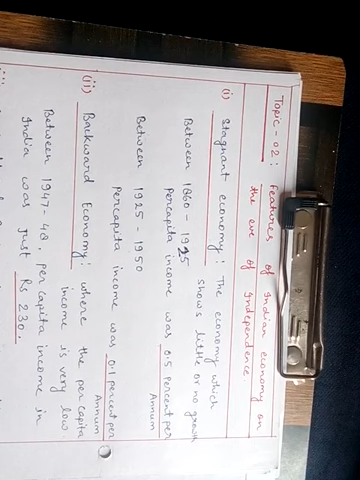 Topic - 02: Features of Indian economy on
the eve of Independence
(i) Stagnant economy: The economy which
shows little or no growth
Between 1860 - 1925
Percapita income was 0.5 percent per
Annum
Between 1925 - 1950
Percapita income was 0.1 percent per
Annum
(ii) Backward Economy: where the per capita
income is very low
Between 1947-48, per capita income in
India was just Rs 230.